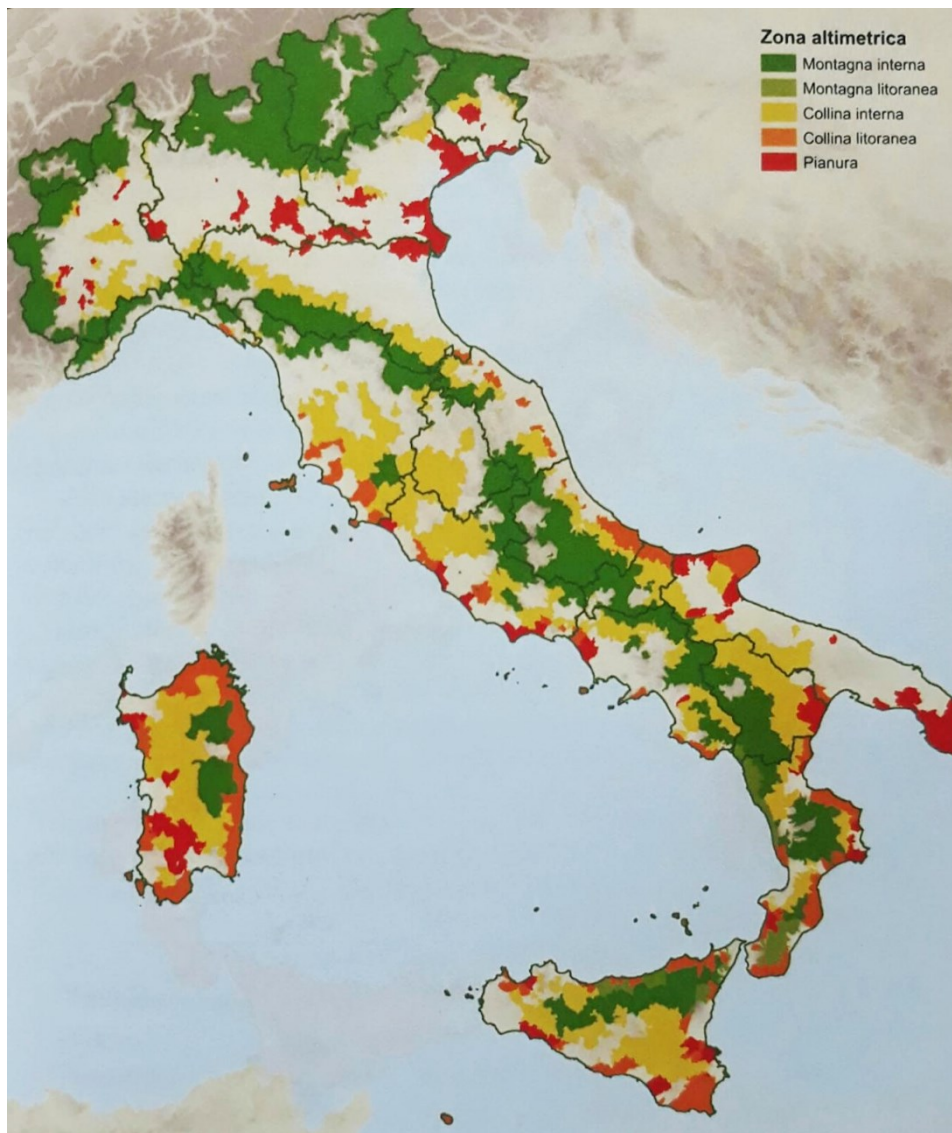 Zona altimetrica
Montagna interna
Montagna litoranea
Collina interna
Collina litoranea
Pianura